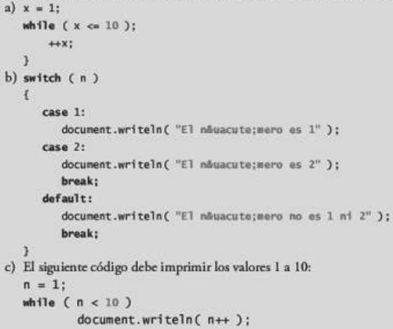 a) x = 1;
while ( x <= 10 );
++x;
}
b) switch ( n )
{
case 1:
document.writeln( "El n&uacute;mero es 1" );
case 2:
document.writeln( "El n&uacute;mero es 2" );
break;
default:
document.writeln( "El n&uacute;mero no es 1 ni 2" );
break;
}
c) El siguiente código debe imprimir los valores 1 a 10:
n = 1;
while ( n < 10 )
document.writeln( n++ );